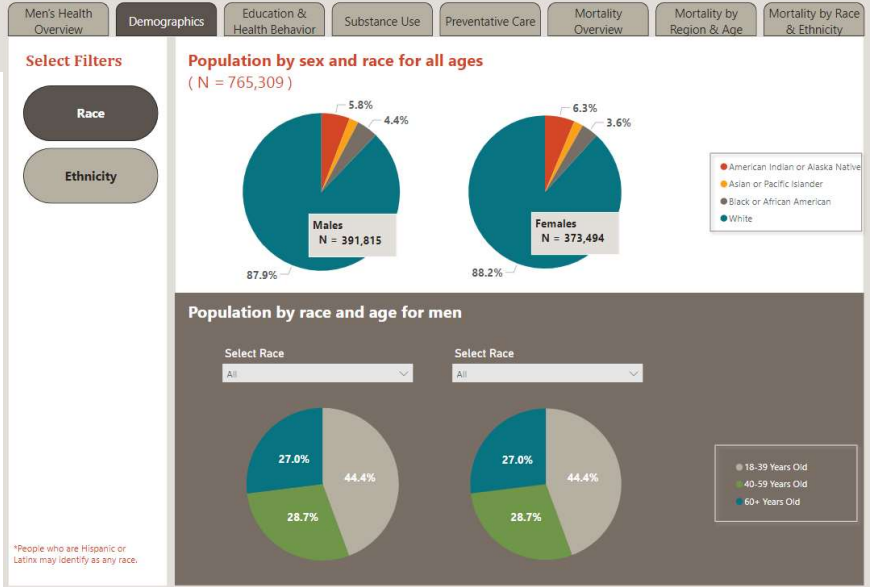 Men's Health
Overview
Demographics
Education &
Health Behavior
Substance Use
Preventative Care
Mortality
Overview
Mortality by
Region & Age
Mortality by Race
& Ethnicity
Select Filters
Race
Ethnicity
*People who are Hispanic or
Latinx may identify as any race.
Population by sex and race for all ages
( N = 765,309 )
5.8%
4.4%
Males
N = 391,815
87.9%
6.3%
3.6%
Females
N = 373,494
88.2%
American Indian or Alaska Native
Asian or Pacific Islander
Black or African American
White
Population by race and age for men
Select Race
All
Select Race
All
27.0%
44.4%
28.7%
27.0%
44.4%
28.7%
18-39 Years Old
40-59 Years Old
60+ Years Old